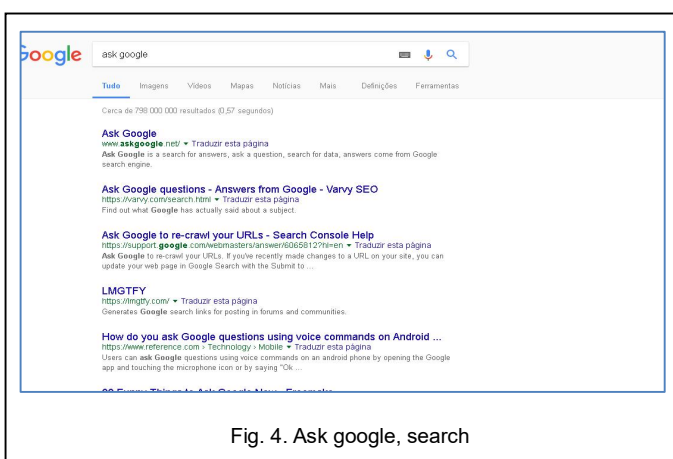 Google
ask google
Tudo Imagens Vídeos Mapas Notícias Mais Definições Ferramentas
Cerca de 798 000 000 resultados (0,57 segundos)
Ask Google
www.askgoogle.net/ ▾ Traduzir esta página
Ask Google is a search for answers, ask a question, search for data, answers come from Google
search engine.
Ask Google questions - Answers from Google - Varvy SEO
https://varvy.com/search.html ▾ Traduzir esta página
Find out what Google has actually said about a subject.
Ask Google to re-crawl your URLs - Search Console Help
https://support.google.com/webmasters/answer/6065812?hl=en ▾ Traduzir esta página
Ask Google to re-crawl your URLs. If you've recently made changes to a URL on your site, you can
update your web page in Google Search with the Submit to ...
LMGTFY
https://lmgtfy.com/ ▾ Traduzir esta página
Generates Google search links for posting in forums and communities.
How do you ask Google questions using voice commands on Android ...
https://www.reference.com › Technology › Mobile ▾ Traduzir esta página
Users can ask Google questions using voice commands on an android phone by opening the Google
app and touching the microphone icon or by saying "Ok ...
Fig. 4. Ask google, search